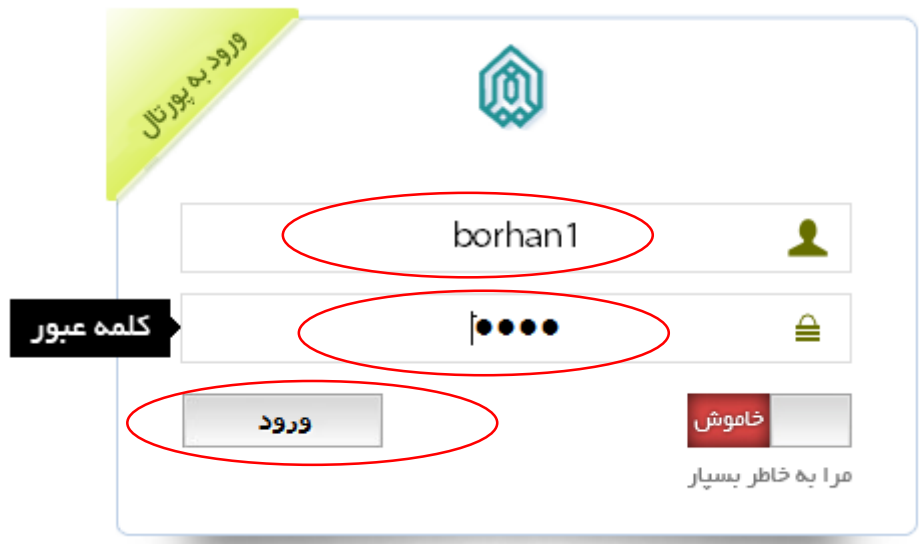 ورود به پورتال
borhan1
کلمه عبور
••••
خاموش
ورود
مرا به خاطر بسپار